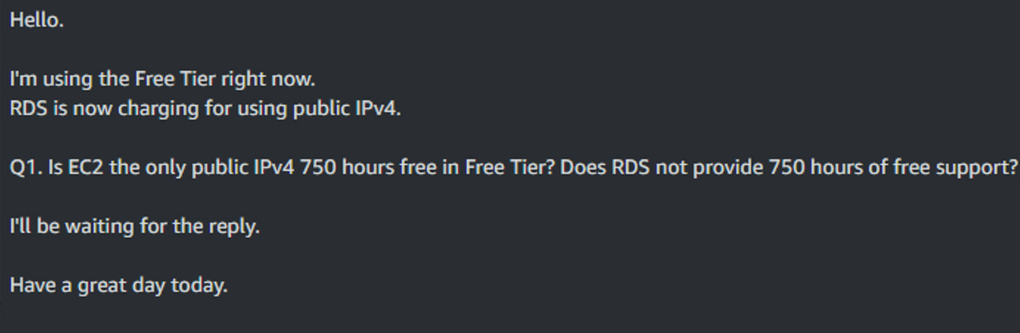 Hello.
I'm using the Free Tier right now.
RDS is now charging for using public IPv4.
Q1. Is EC2 the only public IPv4 750 hours free in Free Tier? Does RDS not provide 750 hours of free support?
I'll be waiting for the reply.
Have a great day today.